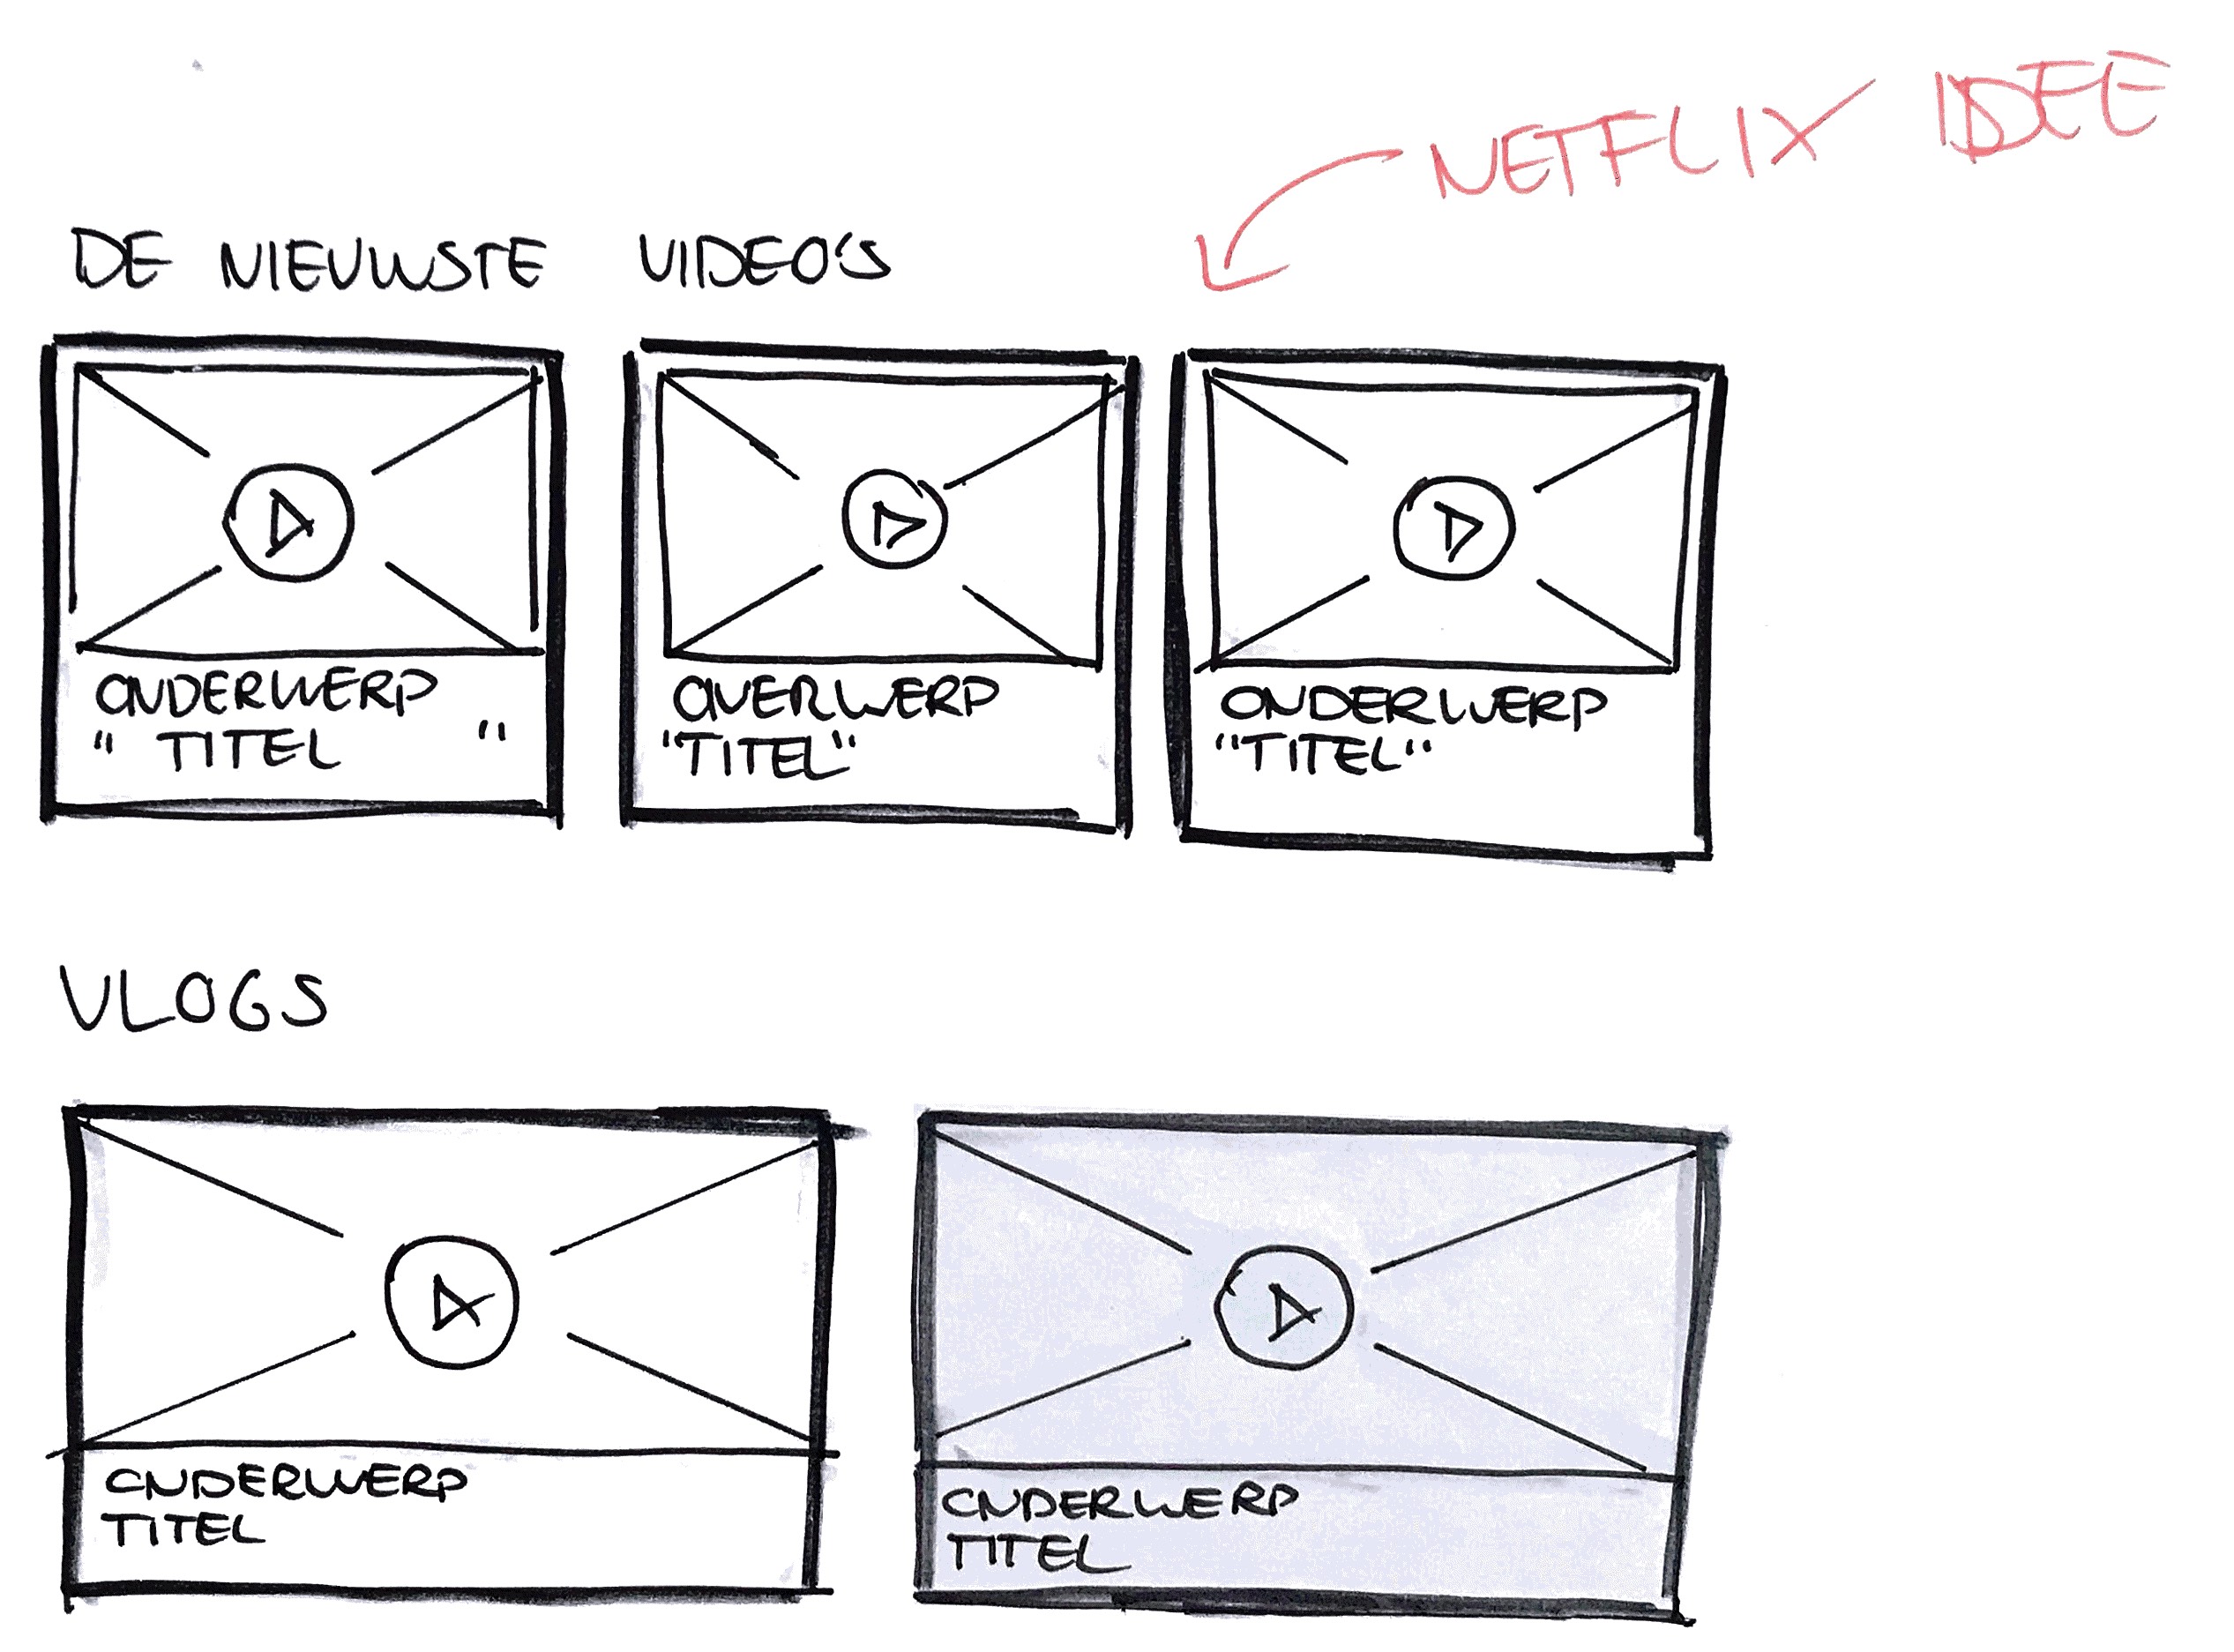 NETFLIX IDEE
DE NIEUWSTE VIDEO'S
ONDERWERP
" TITEL "
OVERWERP
"TITEL"
ONDERWERP
"TITEL"
VLOGS
ONDERWERP
TITEL
ONDERWERP
TITEL